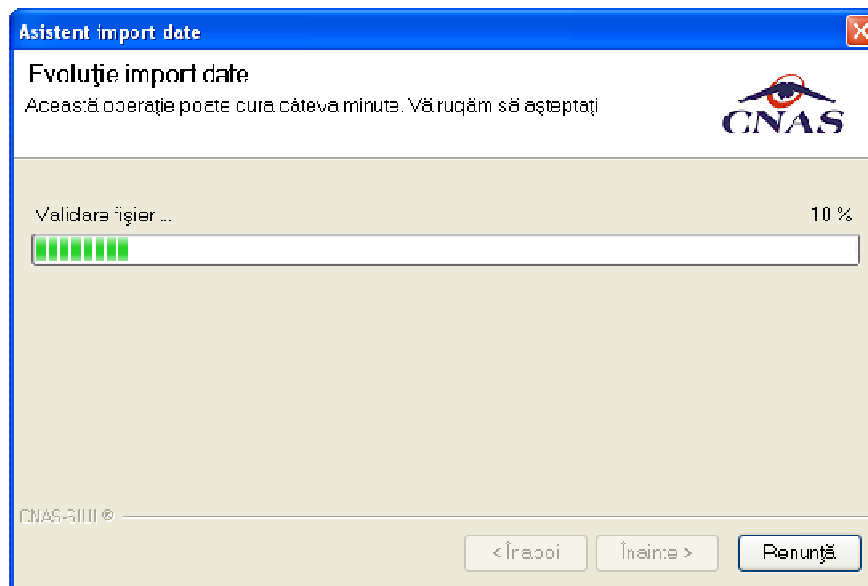 Asistent import date
Evoluţie import date
Această operaţie poate dura câteva minute. Vă rugăm să aşteptaţi
CNAS
Validare fişier ...
10 %
CNAS-SIUI ®
< Înapoi
Înainte >
Renunţă